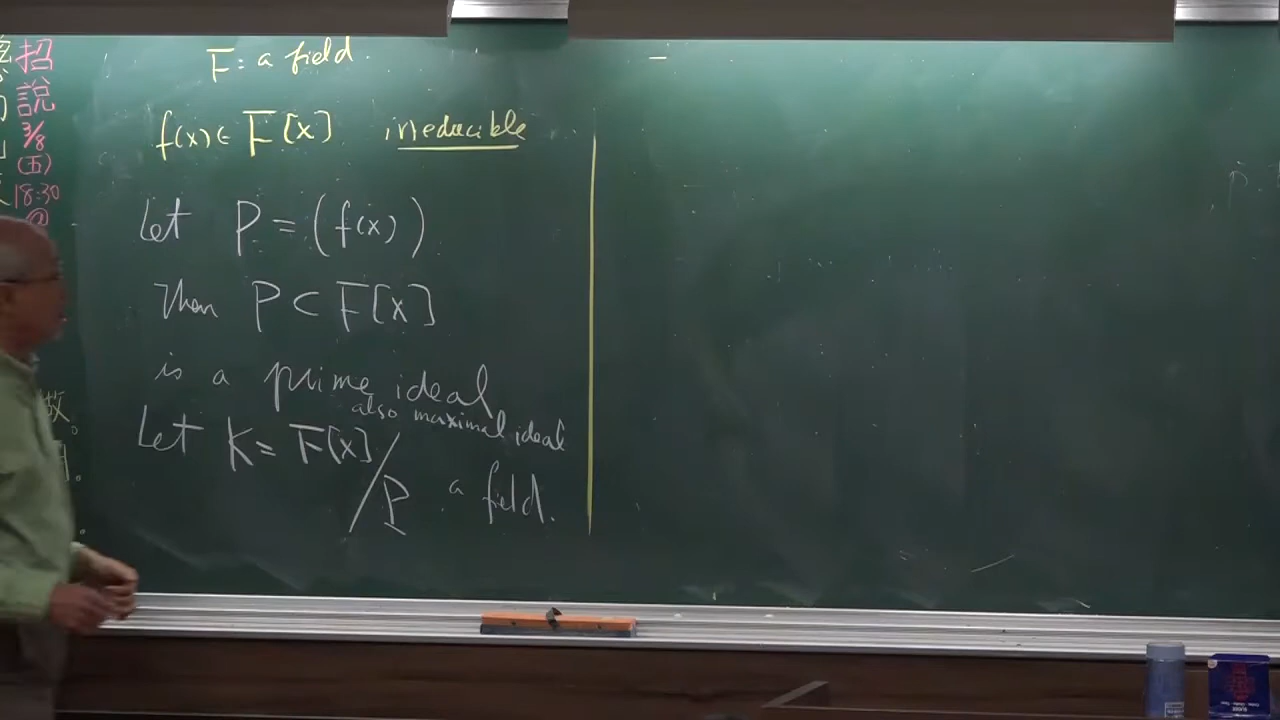 F: a field.
f(x) ∈ F[x] irreducible
Let P = (f(x))
Then P ⊂ F[x]
is a prime ideal
also maximal ideal
Let K = F[x]/P a field.
招
說
3/8
(五)
18:30
@